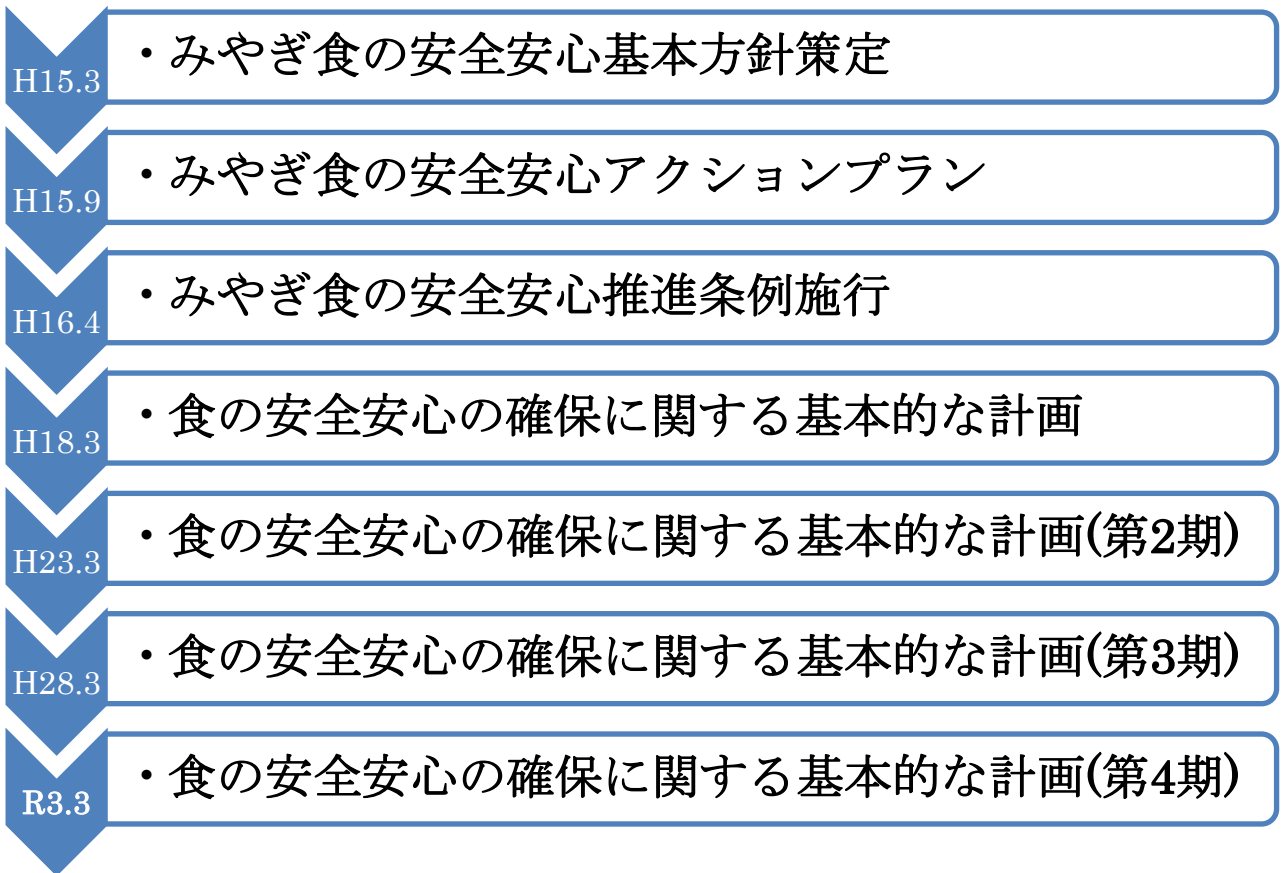 H15.3
・みやぎ食の安全安心基本方針策定
H15.9
・みやぎ食の安全安心アクションプラン
H16.4
・みやぎ食の安全安心推進条例施行
H18.3
・食の安全安心の確保に関する基本的な計画
H23.3
・食の安全安心の確保に関する基本的な計画(第2期)
H28.3
・食の安全安心の確保に関する基本的な計画(第3期)
R3.3
・食の安全安心の確保に関する基本的な計画(第4期)